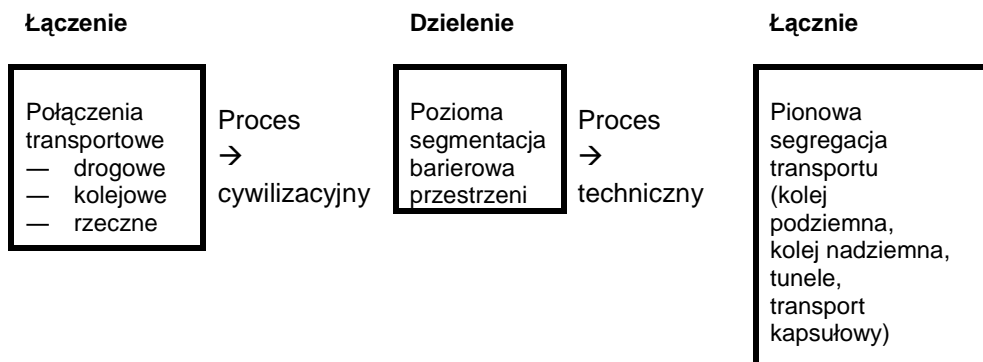 Łączenie
Dzielenie
Łącznie
Połączenia
transportowe
— drogowe
— kolejowe
— rzeczne
Proces
→
cywilizacyjny
Pozioma
segmentacja
barierowa
przestrzeni
Proces
→
techniczny
Pionowa
segregacja
transportu
(kolej
podziemna,
kolej nadziemna,
tunele,
transport
kapsułowy)